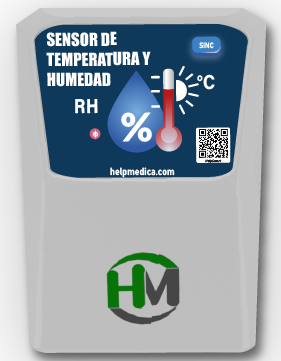 SENSOR DE
TEMPERATURA Y
HUMEDAD
SINC
RH
°C
%
helpmedica.com
HM